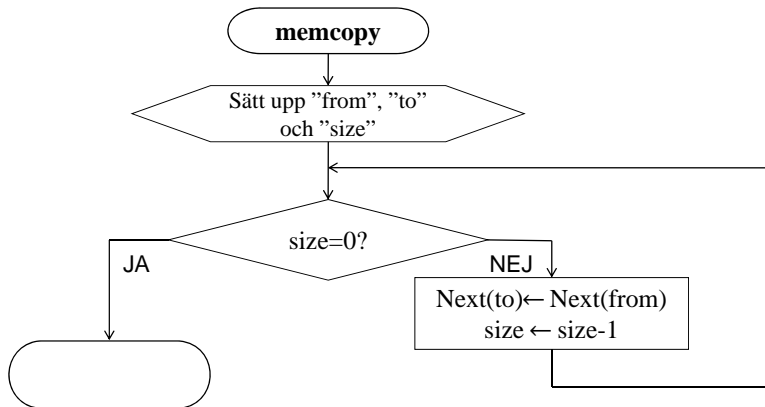 memcopy
Sätt upp ”from”, ”to”
och ”size”
size=0?
JA
NEJ
Next(to)← Next(from)
size ← size-1